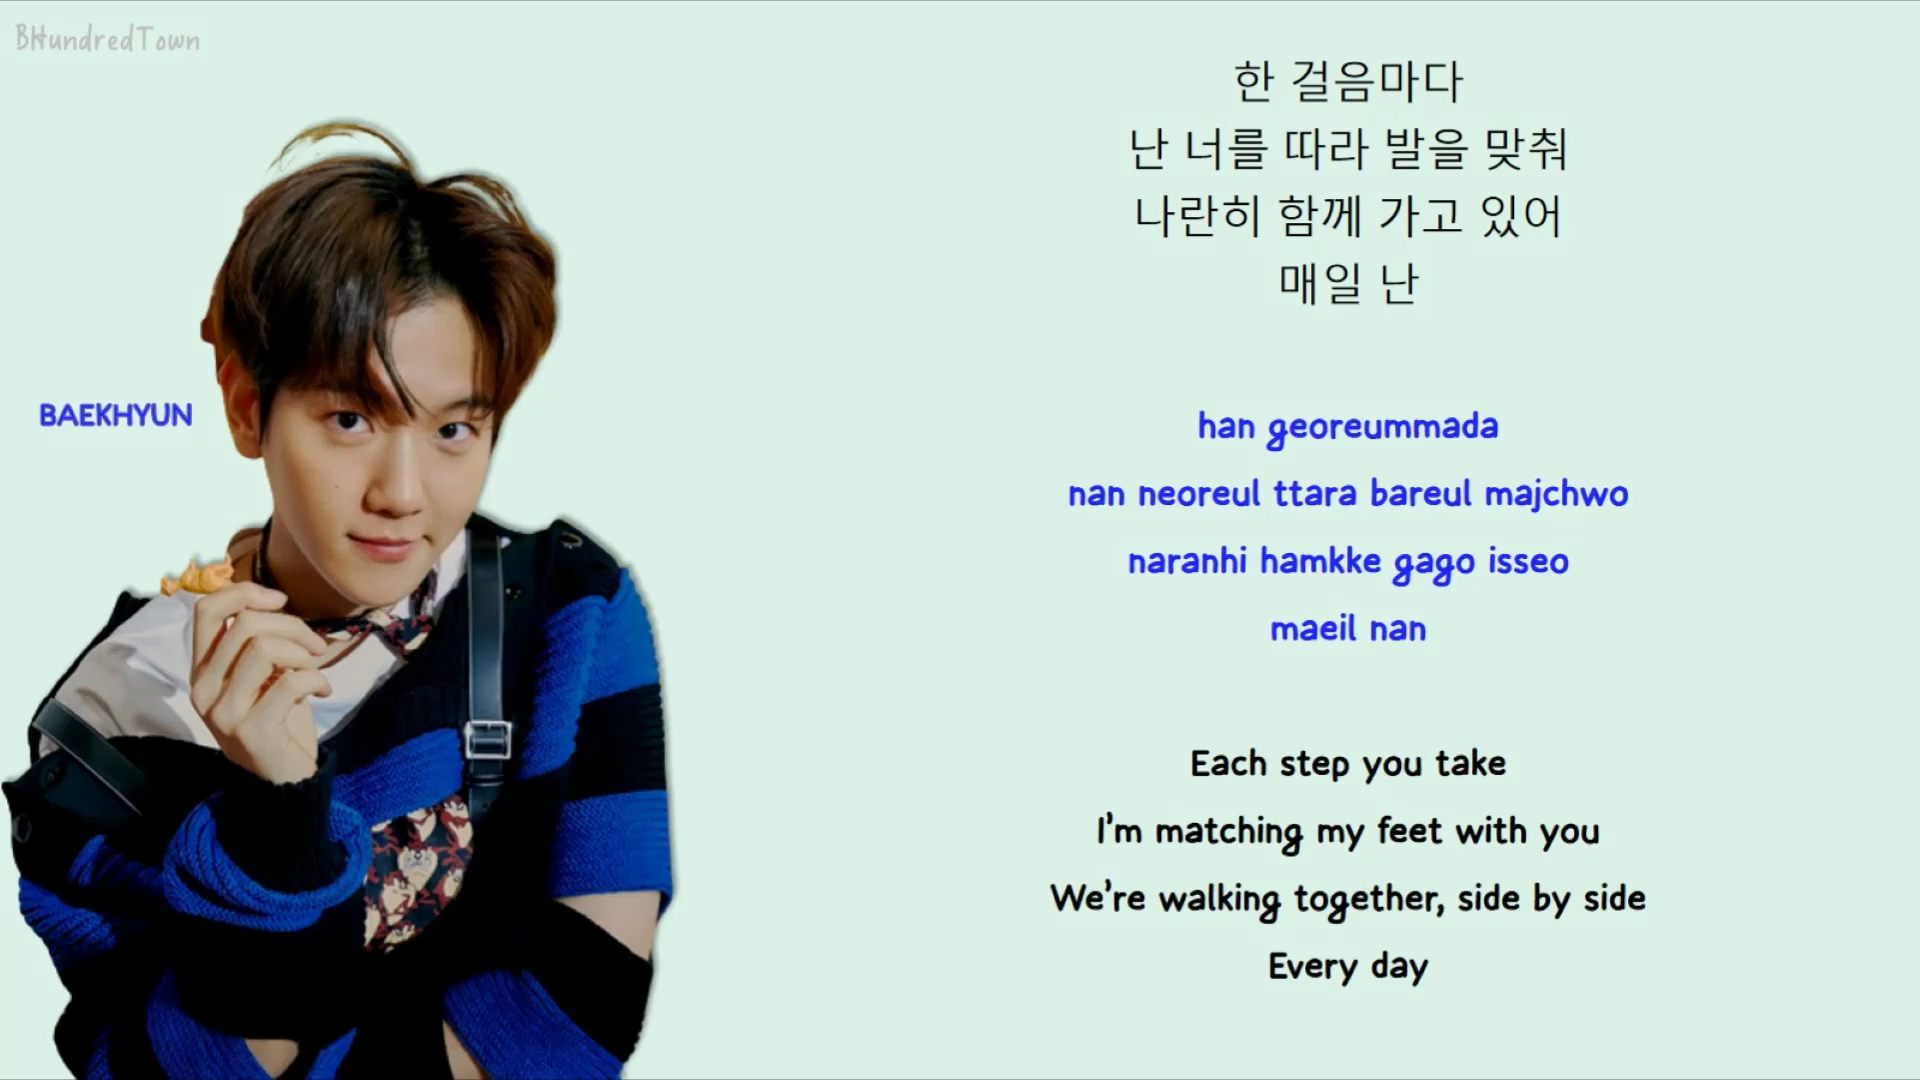 BHundredTown
한 걸음마다
난 너를 따라 발을 맞춰
나란히 함께 가고 있어
매일 난
BAEKHYUN
han georeummada
nan neoreul ttara bareul majchwo
naranhi hamkke gago isseo
maeil nan
Each step you take
I'm matching my feet with you
We're walking together, side by side
Every day